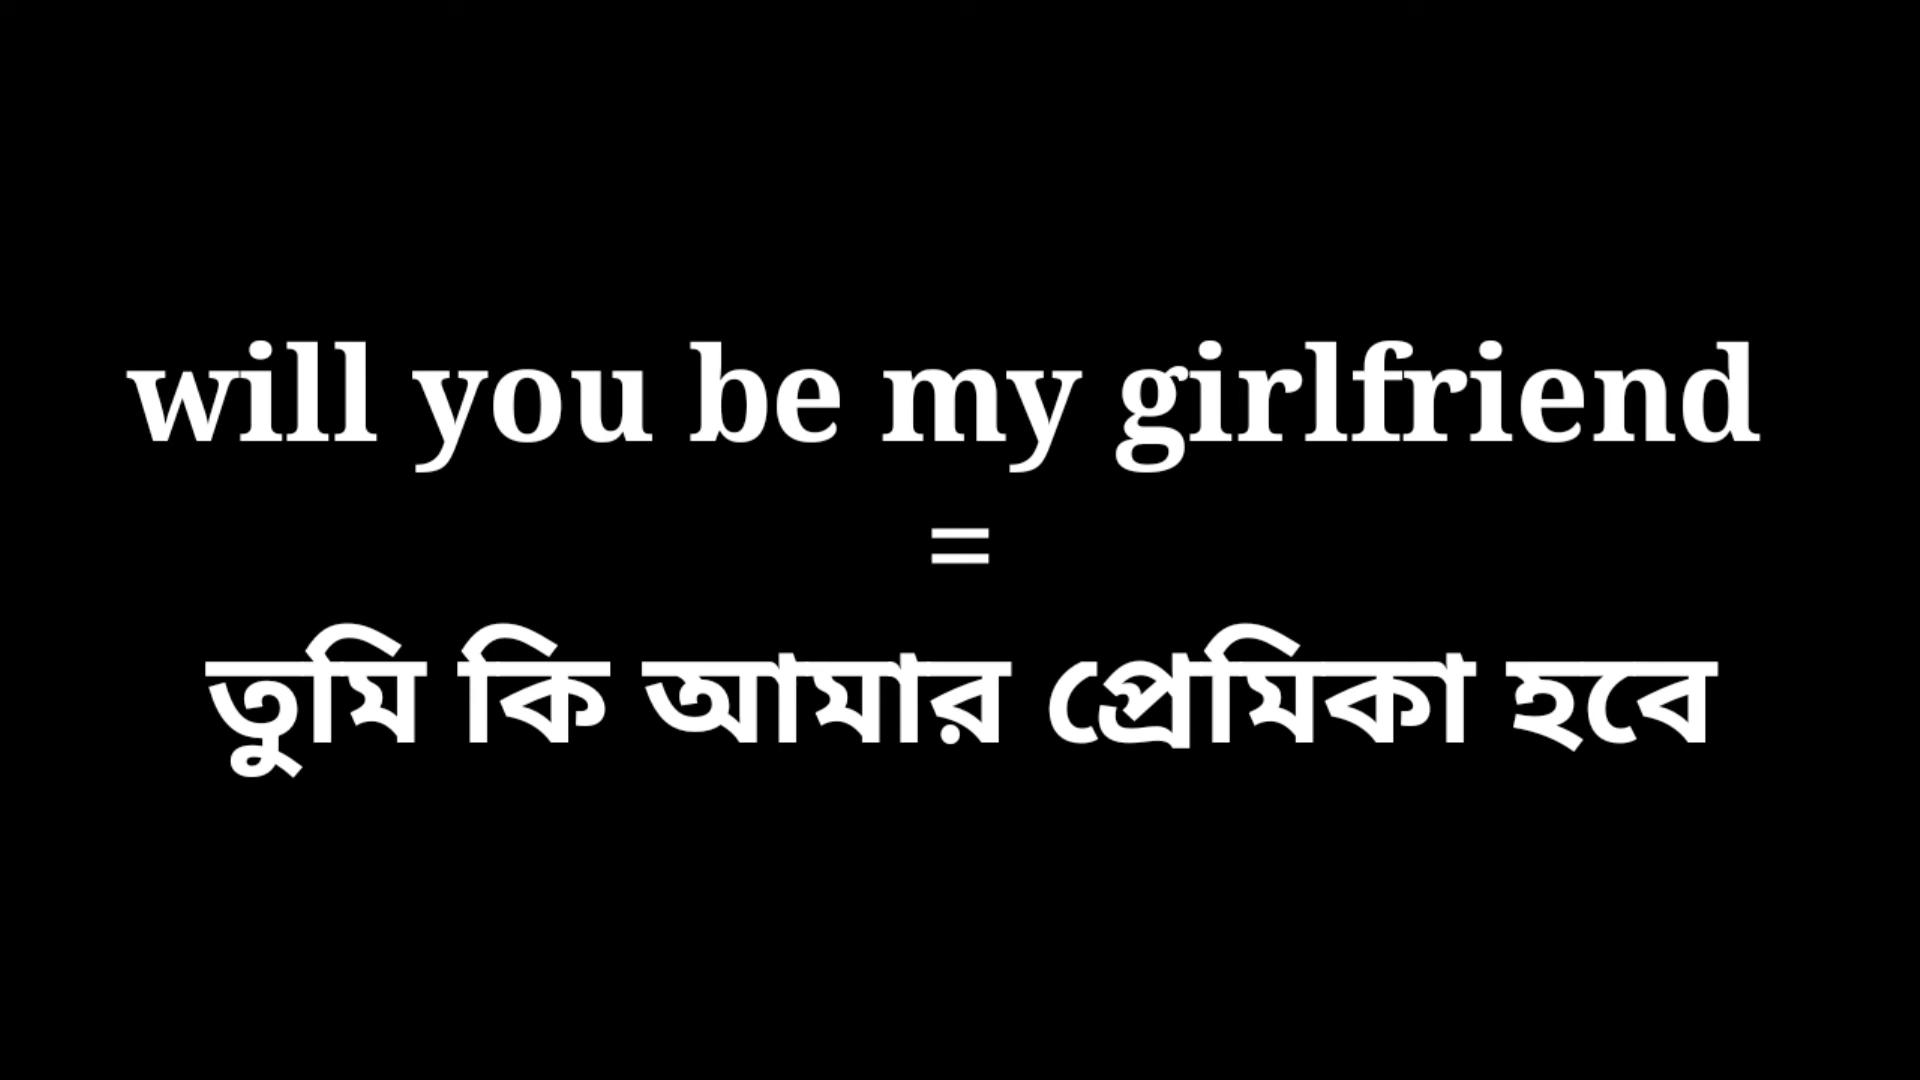 will you be my girlfriend
=
তুমি কি আমার প্রেমিকা হবে